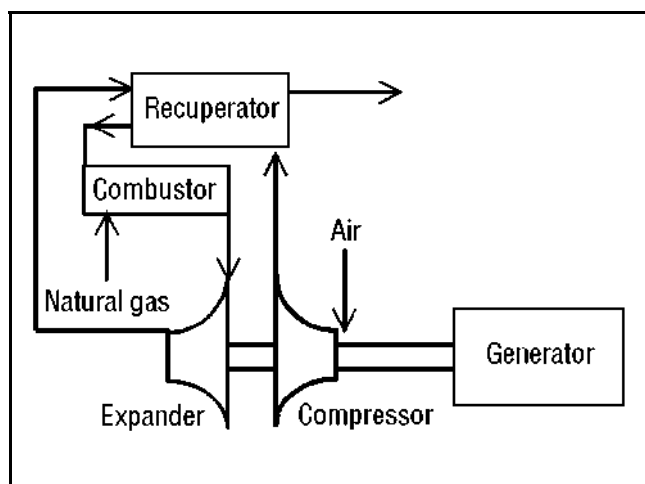 Recuperator
Combustor
Air
Natural gas
Generator
Expander
Compressor